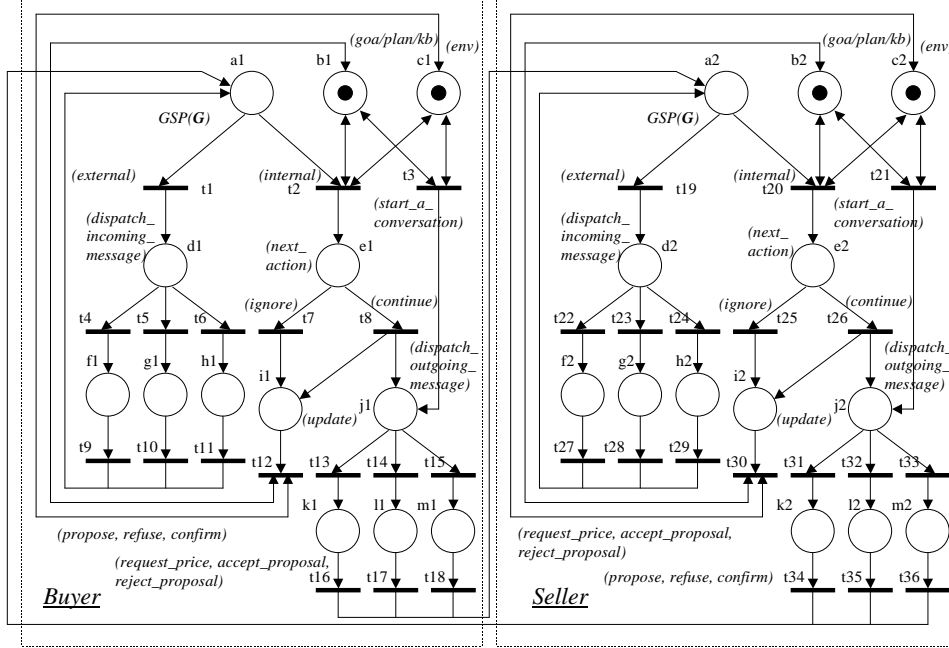 (goa/plan/kb)
(env)
a1
b1
c1
GSP(G)
(external)
t1
(internal)
t2
t3
(start_a_
conversation)
(dispatch_
incoming_
message)
d1
(next_
action)
e1
(ignore)
(continue)
t4
t5
t6
t7
t8
(dispatch_
outgoing_
message)
f1
g1
h1
i1
j1
(update)
t9
t10
t11
t12
t13
t14
t15
k1
l1
m1
(propose, refuse, confirm)
(request_price, accept_proposal,
reject_proposal)
t16
t17
t18
Buyer
(goa/plan/kb)
(env)
a2
b2
c2
GSP(G)
(external)
t19
(internal)
t20
t21
(start_a_
conversation)
(dispatch_
incoming_
message)
d2
(next_
action)
e2
(ignore)
(continue)
t22
t23
t24
t25
t26
(dispatch_
outgoing_
message)
f2
g2
h2
i2
j2
(update)
t27
t28
t29
t30
t31
t32
t33
k2
l2
m2
(request_price, accept_proposal,
reject_proposal)
(propose, refuse, confirm)
t34
t35
t36
Seller